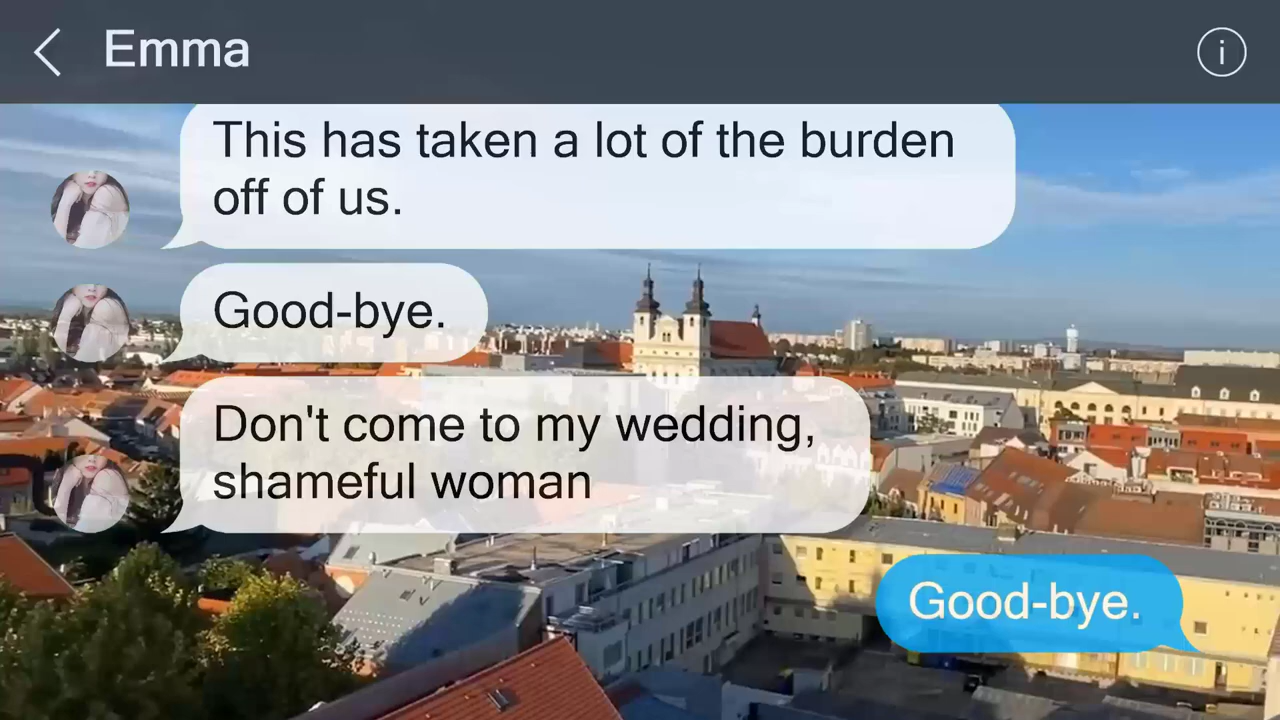 Emma
i
This has taken a lot of the burden
off of us.
Good-bye.
Don't come to my wedding,
shameful woman
Good-bye.